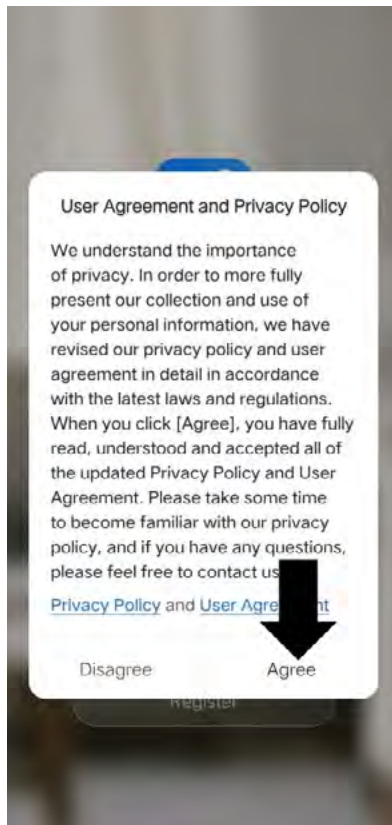 User Agreement and Privacy Policy
We understand the importance
of privacy. In order to more fully
present our collection and use of
your personal information, we have
revised our privacy policy and user
agreement in detail in accordance
with the latest laws and regulations.
When you click [Agree], you have fully
read, understood and accepted all of
the updated Privacy Policy and User
Agreement. Please take some time
to become familiar with our privacy
policy, and if you have any questions,
please feel free to contact us
Privacy Policy and User
Disagree Agree
Register